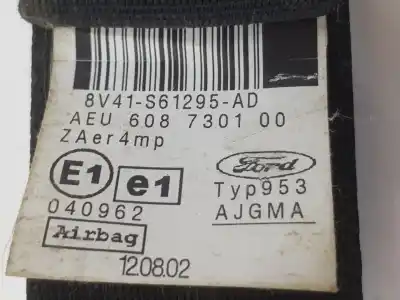 8V41-S61295-AD
AEU 608 7301 00
ZAer4mp
E1 e1 Ford
040962 Typ953
Airbag AJGMA
12.08.02